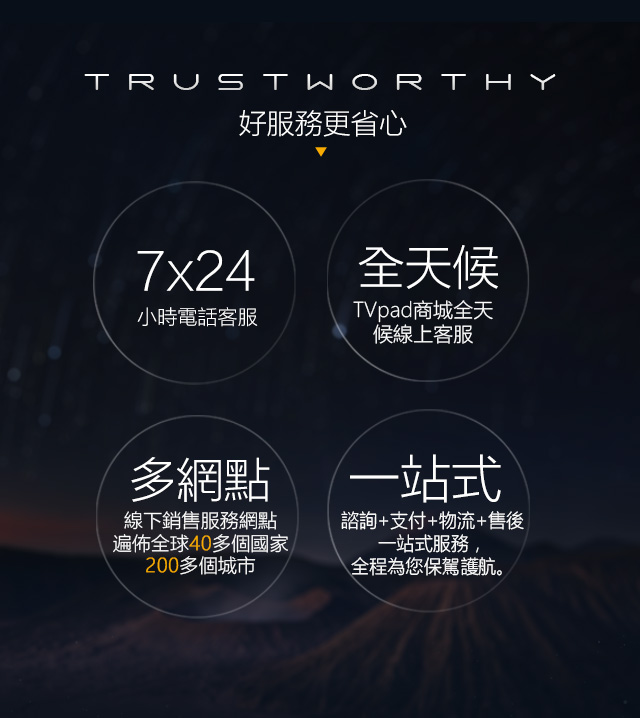 TRUSTWORTHY
好服務更省心
7x24
小時電話客服
全天候
TVpad商城全天
候線上客服
多網點
線下銷售服務網點
遍佈全球40多個國家
200多個城市
一站式
諮詢+支付+物流+售後
一站式服務，
全程為您保駕護航。